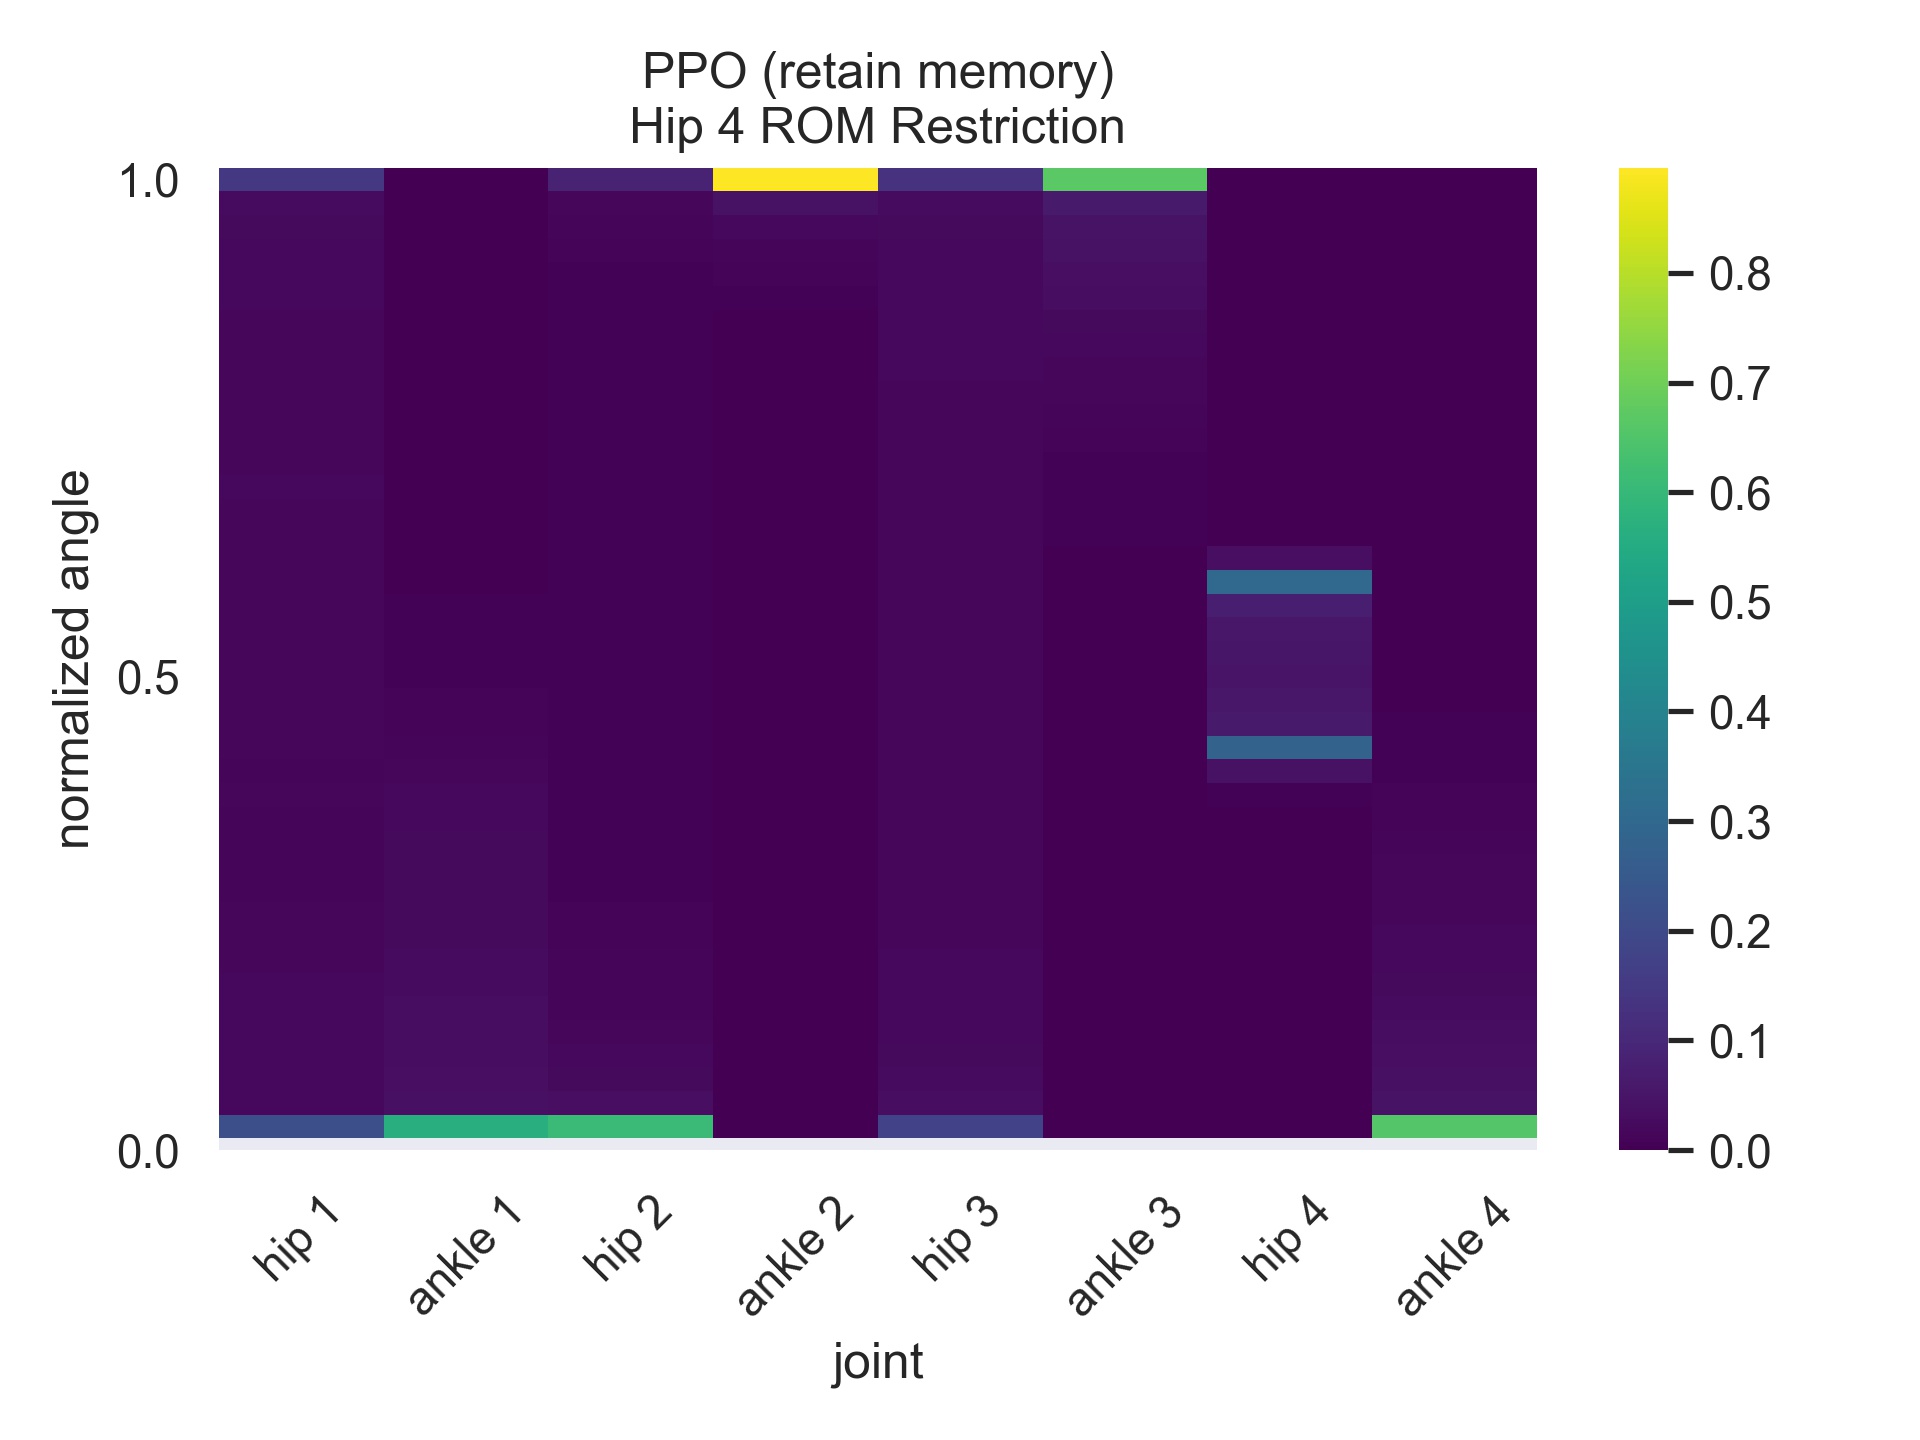 PPO (retain memory)
Hip 4 ROM Restriction
1.0
0.5
0.0
normalized angle
hip 1
ankle 1
hip 2
ankle 2
hip 3
ankle 3
hip 4
ankle 4
joint
0.8
0.7
0.6
0.5
0.4
0.3
0.2
0.1
0.0